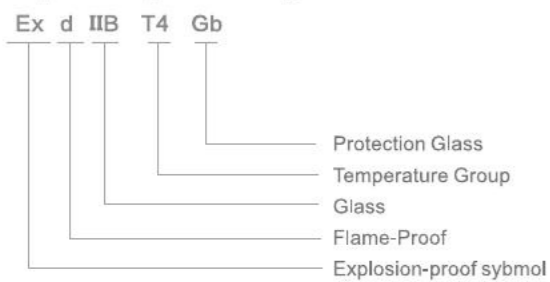 Ex d IIB T4 Gb
Protection Glass
Temperature Group
Glass
Flame-Proof
Explosion-proof sybmol